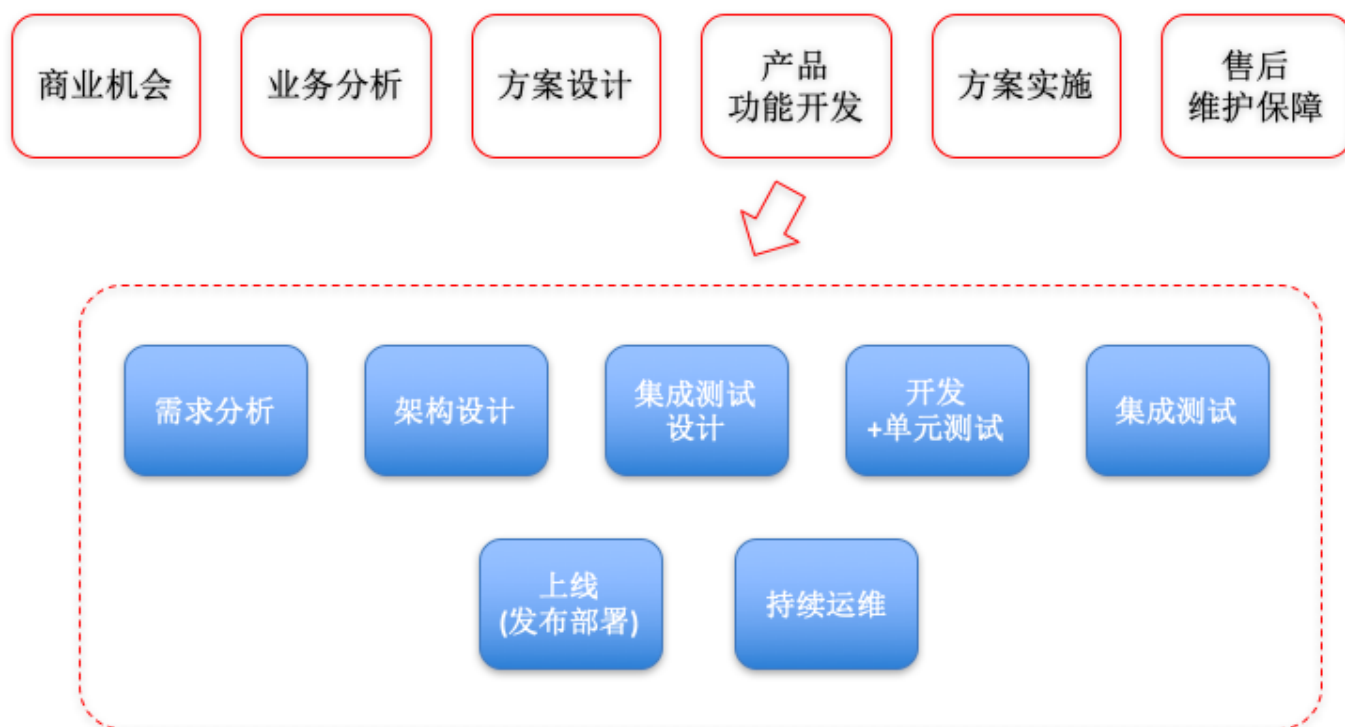 商业机会
业务分析
方案设计
产品
功能开发
方案实施
售后
维护保障
需求分析
架构设计
集成测试
设计
开发
+单元测试
集成测试
上线
(发布部署)
持续运维